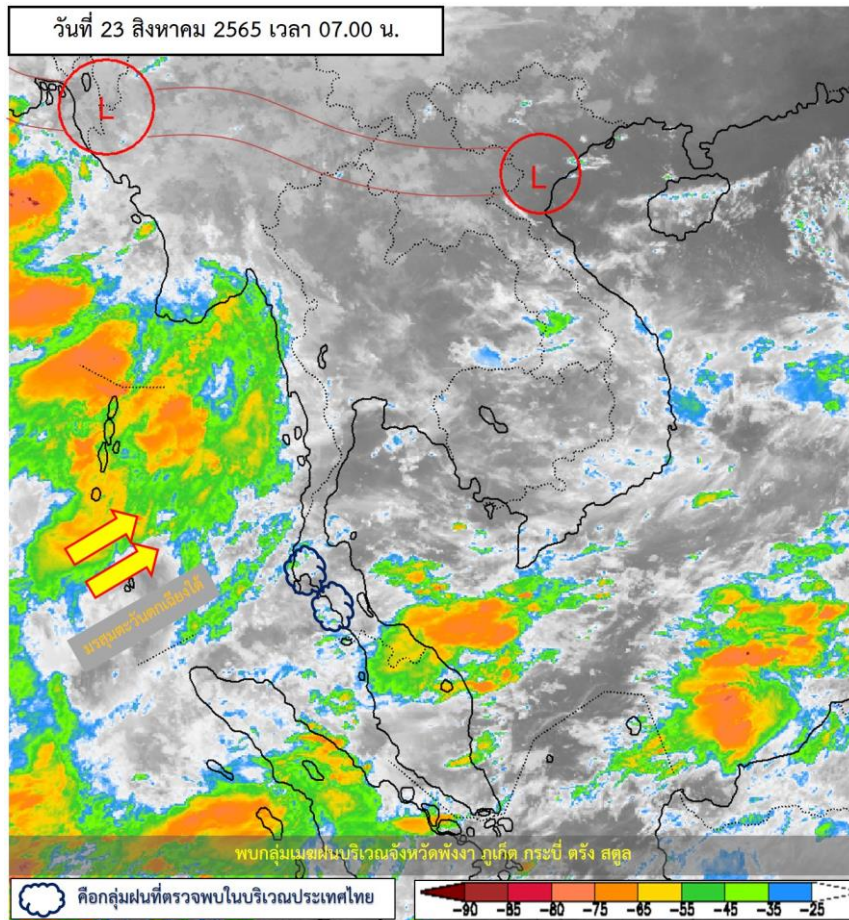 วันที่ 23 สิงหาคม 2565 เวลา 07.00 น.
L
L
มรสุมตะวันตกเฉียงใต้
พบกลุ่มเมฆฝนบริเวณจังหวัดพังงา ภูเก็ต กระบี่ ตรัง สตูล
คือกลุ่มฝนที่ตรวจพบในบริเวณประเทศไทย
-90 -85 -80 -75 -65 -55 -45 -35 -25